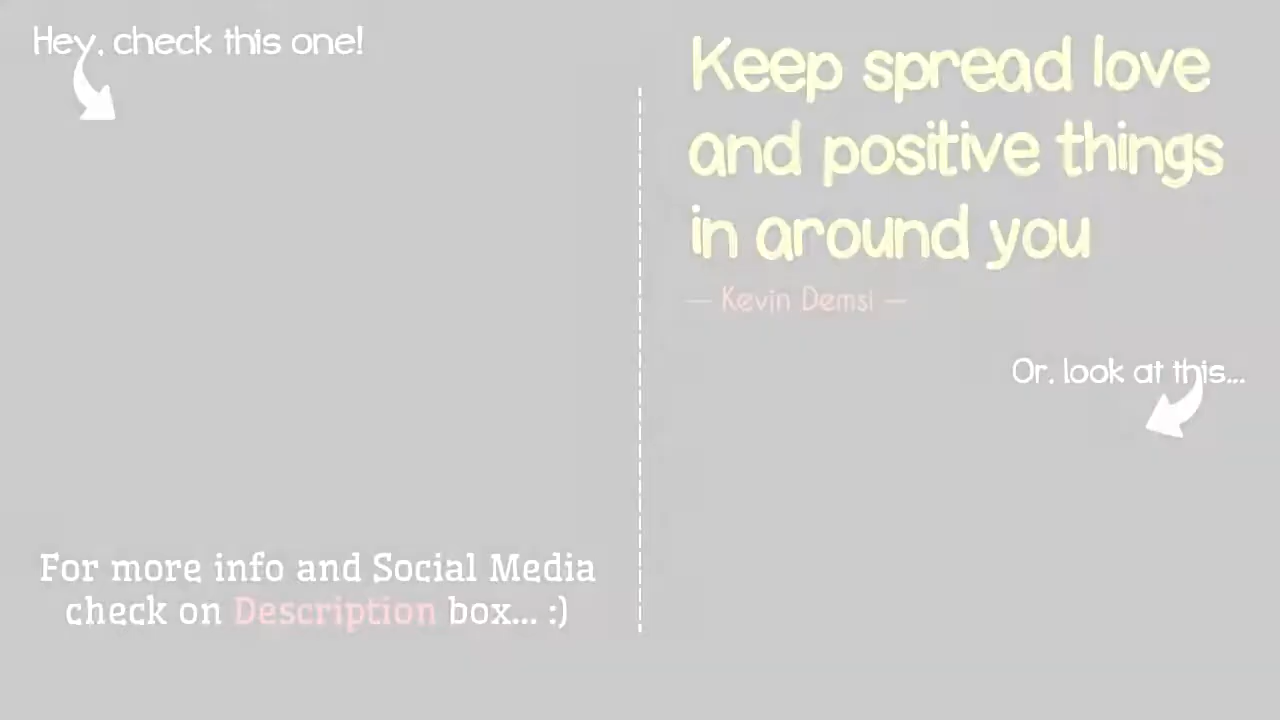 Hey, check this one!
Keep spread love
and positive things
in around you
— Kevin Demsi —
Or, look at this...
For more info and Social Media
check on Description box... :)